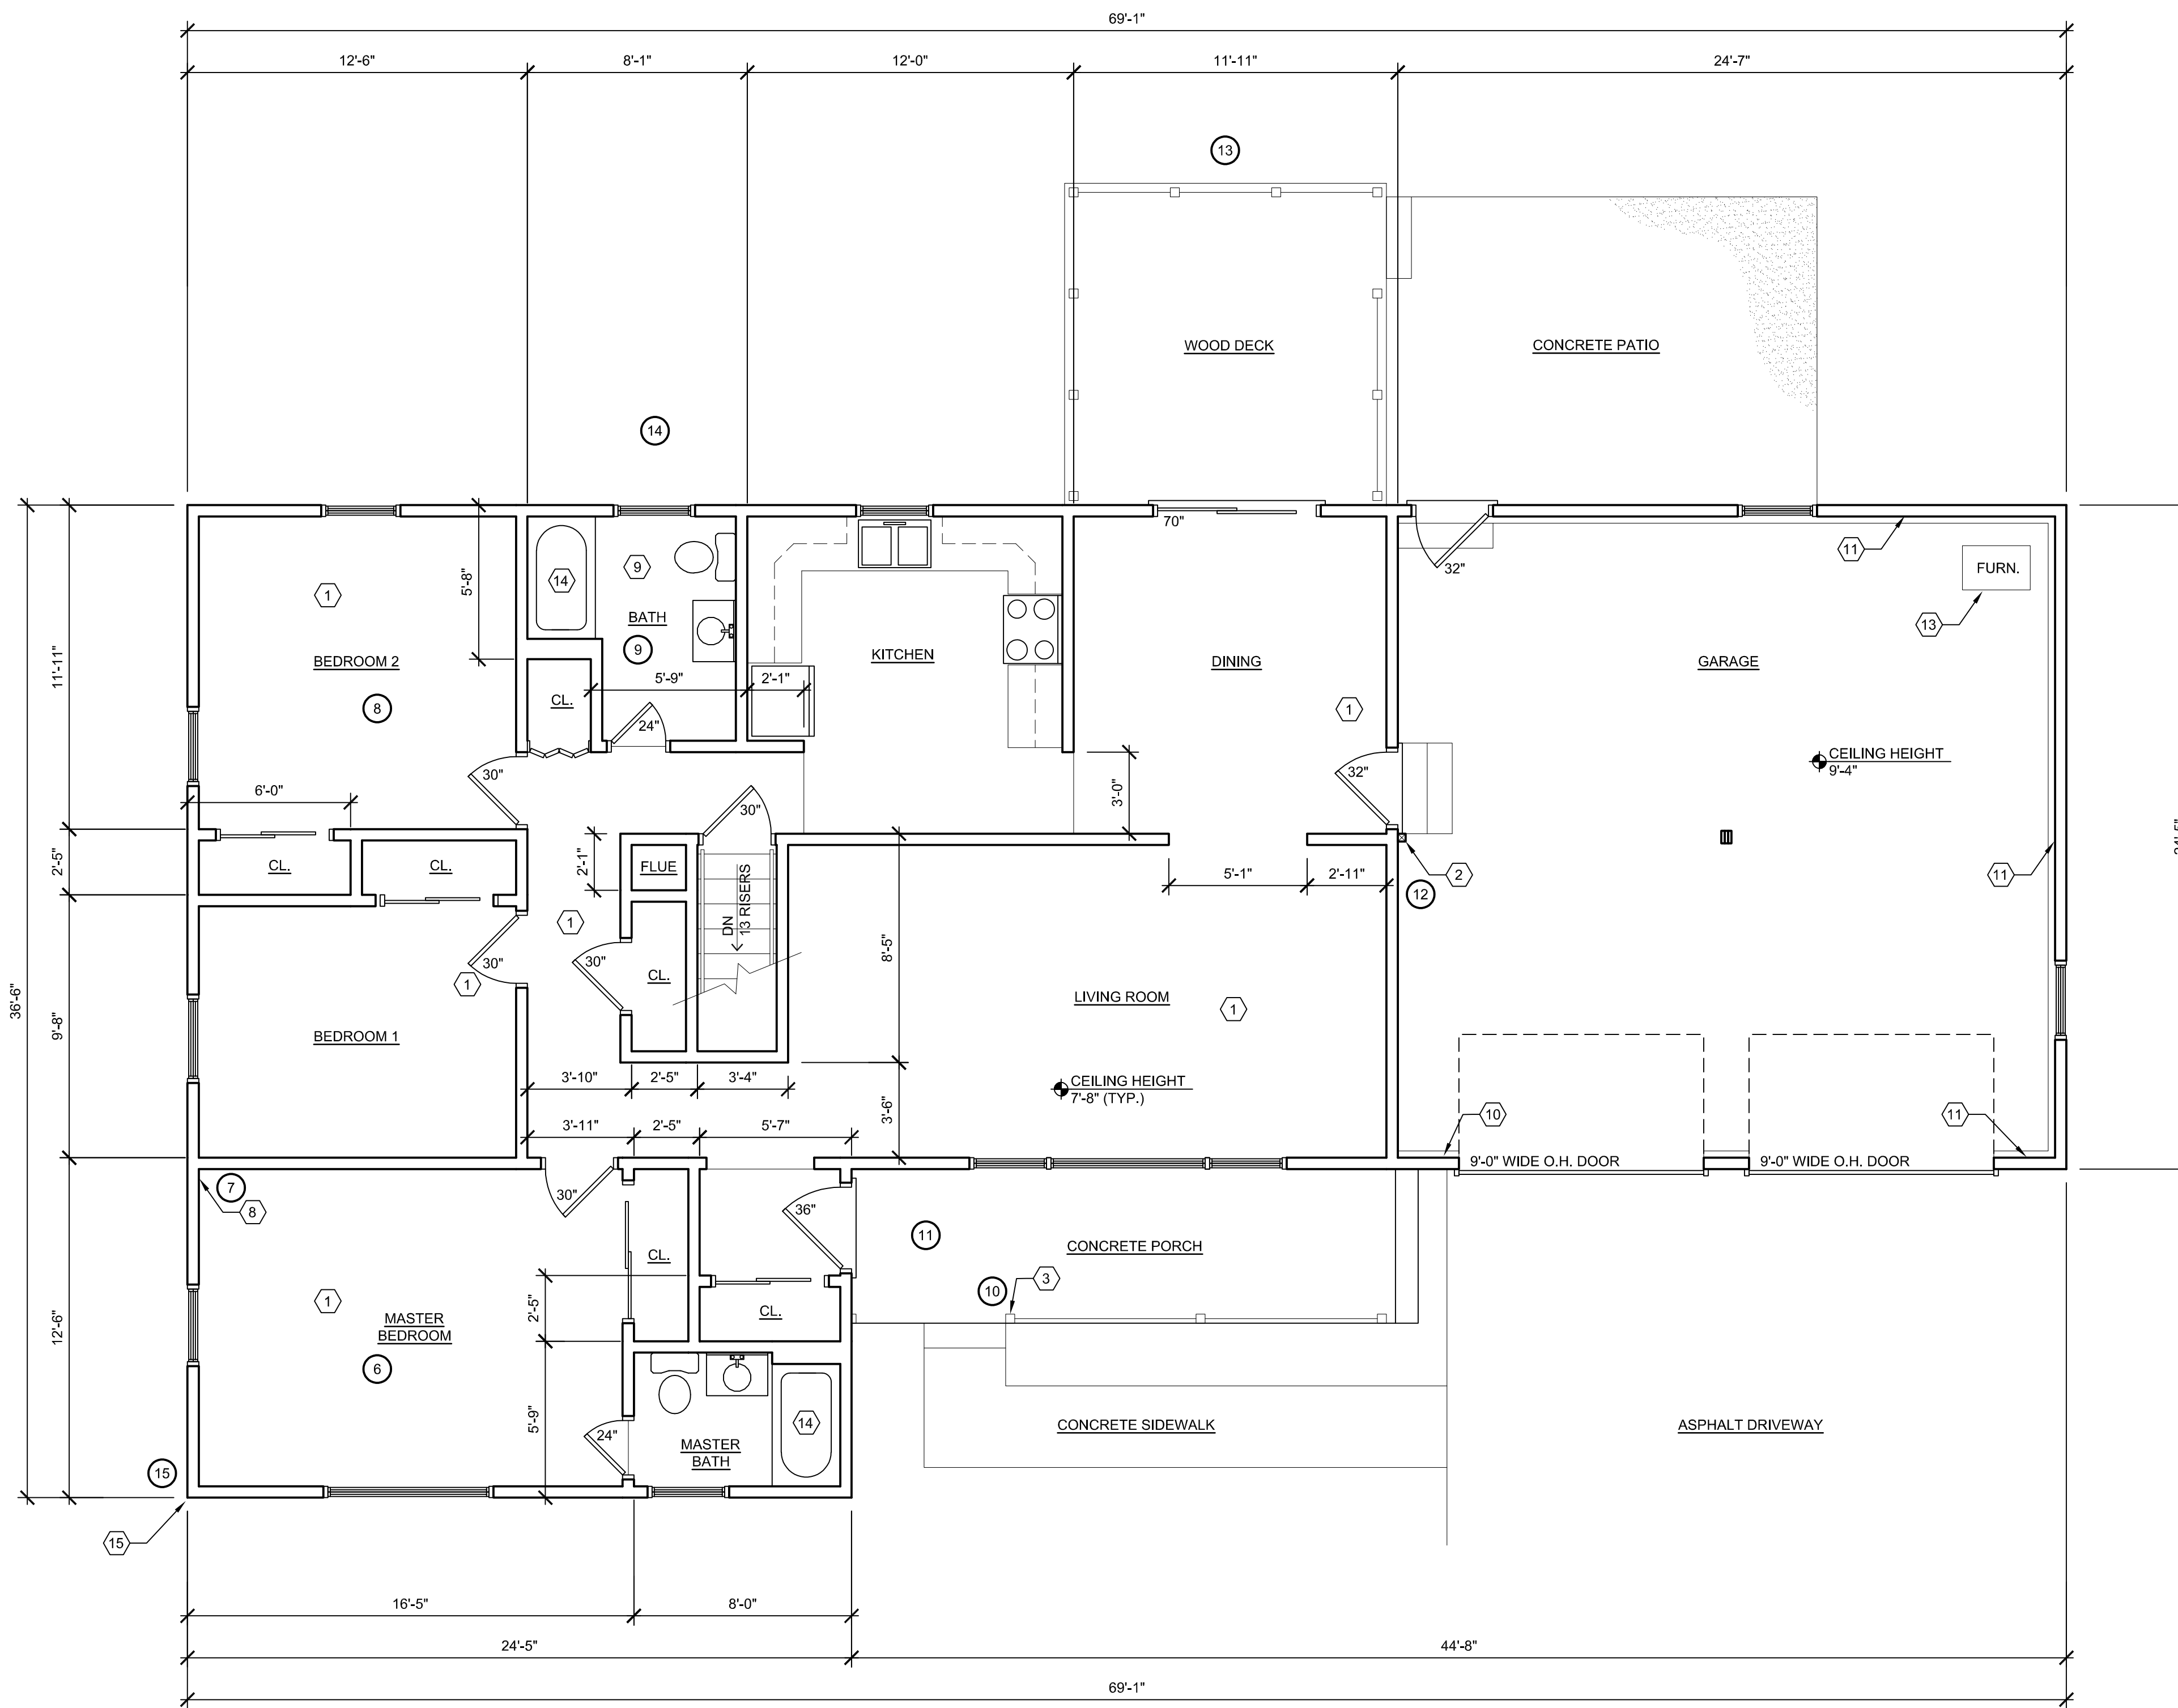 69'-1"
12'-6"
8'-1"
12'-0"
11'-11"
24'-7"
13
WOOD DECK
CONCRETE PATIO
14
70"
32"
11
FURN.
13
5'-8"
1
14
9
BATH
9
BEDROOM 2
KITCHEN
DINING
GARAGE
11'-11"
5'-9"
2'-1"
8
CL.
24"
1
CEILING HEIGHT
9'-4"
30"
32"
6'-0"
30"
3'-0"
CL.
CL.
2'-5"
2'-1"
FLUE
DN
13 RISERS
5'-1"
2'-11"
12
2
11
24'-5"
1
30"
1
30"
CL.
8'-5"
36'-6"
9'-8"
LIVING ROOM
1
BEDROOM 1
3'-10"
2'-5"
3'-4"
CEILING HEIGHT
7'-8" (TYP.)
3'-6"
10
11
3'-11"
2'-5"
5'-7"
9'-0" WIDE O.H. DOOR
9'-0" WIDE O.H. DOOR
7
8
30"
36"
11
CONCRETE PORCH
CL.
10
3
1
12'-6"
MASTER
BEDROOM
2'-5"
CL.
6
5'-9"
24"
14
MASTER
BATH
CONCRETE SIDEWALK
ASPHALT DRIVEWAY
15
15
16'-5"
8'-0"
24'-5"
44'-8"
69'-1"